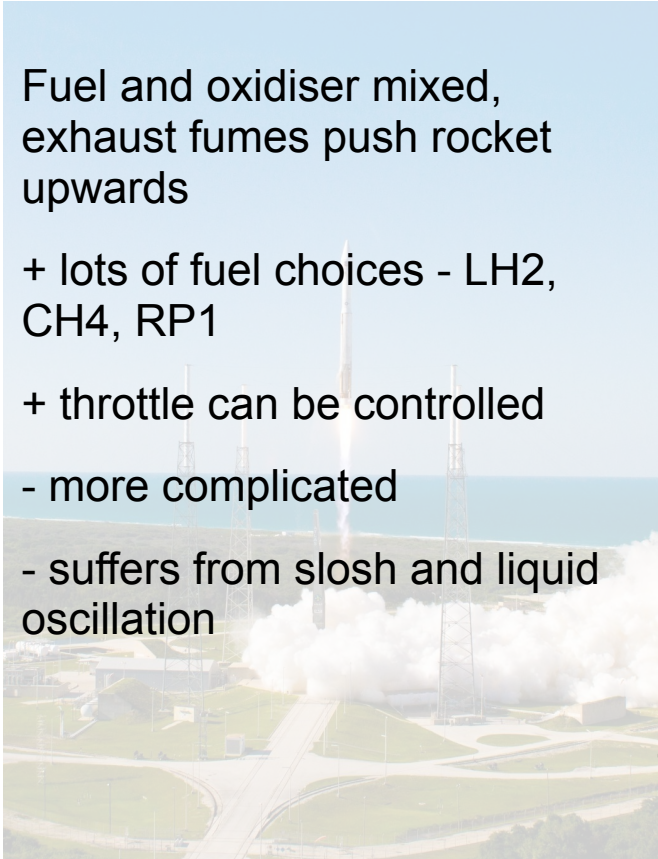 Fuel and oxidiser mixed,
exhaust fumes push rocket
upwards
+ lots of fuel choices - LH2,
CH4, RP1
+ throttle can be controlled
- more complicated
- suffers from slosh and liquid
oscillation